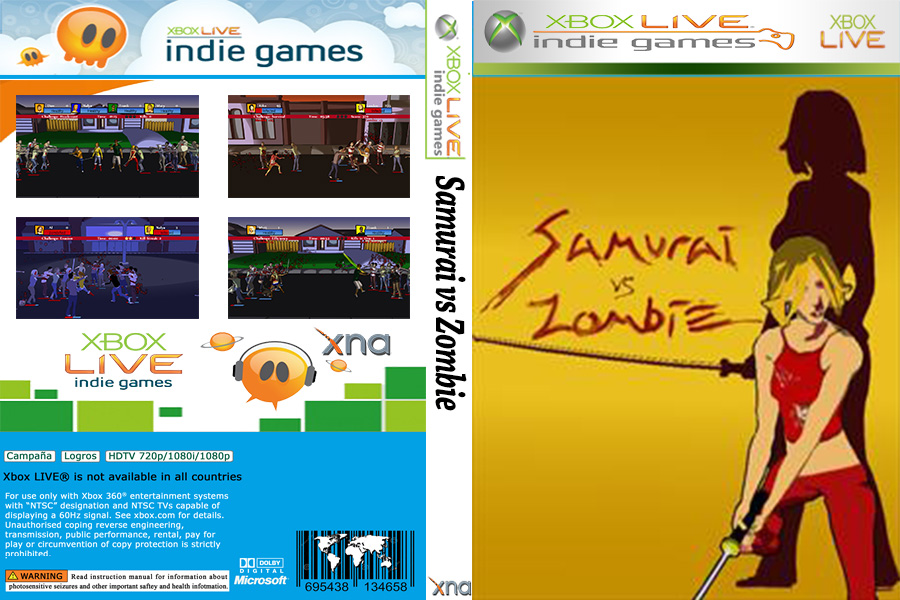 XBOX LIVE
indie games
XBOX LIVE
indie games
xna
Campaña Logros HDTV 720p/1080i/1080p
Xbox LIVE® is not available in all countries
For use only with Xbox 360® entertainment systems
with “NTSC” designation and NTSC TVs capable of
displaying a 60Hz signal. See xbox.com for details.
Unauthorised coping reverse engineering,
transmission, public performance, rental, pay for
play or circumvention of copy protection is strictly
prohibited.
WARNING Read instruction manual for information about
photosensitive seizures and other important saftey and health infotmation.
DOLBY
DIGITAL
Microsoft
695438 134658
XBOX LIVE
indie games
Samurai vs Zombie
xna
XBOX LIVE
indie games
XBOX
LIVE
Samurai
vs
Zombie